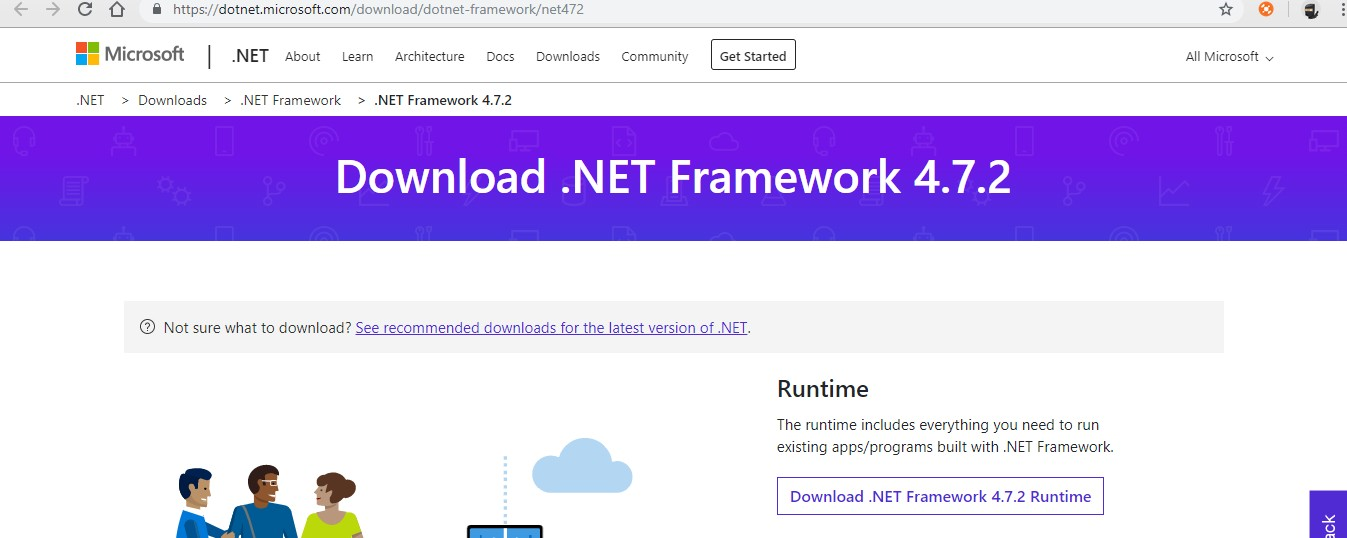 https://dotnet.microsoft.com/download/dotnet-framework/net472
Microsoft | .NET About Learn Architecture Docs Downloads Community Get Started All Microsoft
.NET > Downloads > .NET Framework > .NET Framework 4.7.2
Download .NET Framework 4.7.2
Not sure what to download? See recommended downloads for the latest version of .NET.
Runtime
The runtime includes everything you need to run
existing apps/programs built with .NET Framework.
Download .NET Framework 4.7.2 Runtime